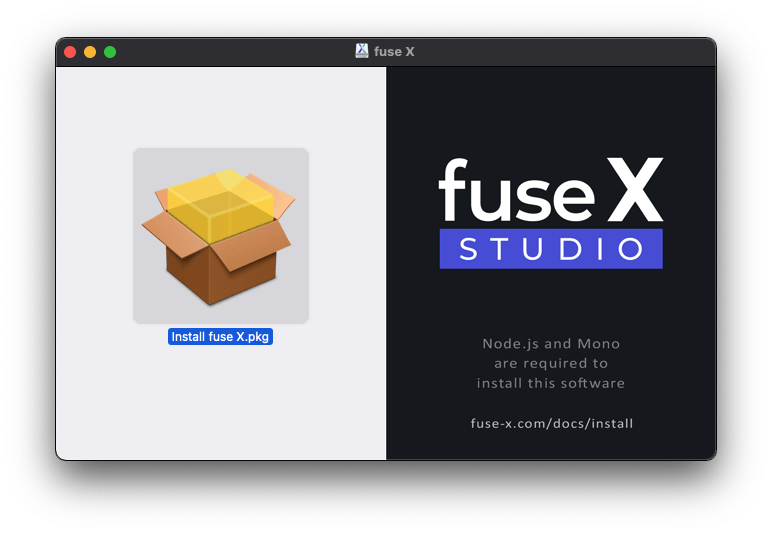 fuse X
Install fuse X.pkg
fuse X
STUDIO
Node.js and Mono
are required to
install this software
fuse-x.com/docs/install